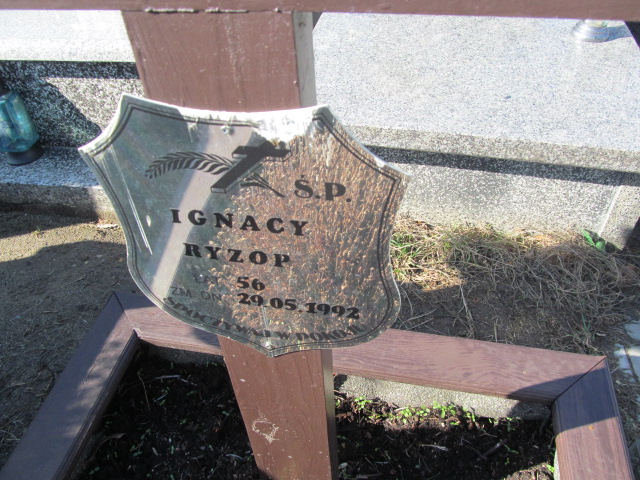 Ś.P.
IGNACY
RYZOP
56
ZM. DN. 29.05.1992
SPOCZYWAJ W POKOJU